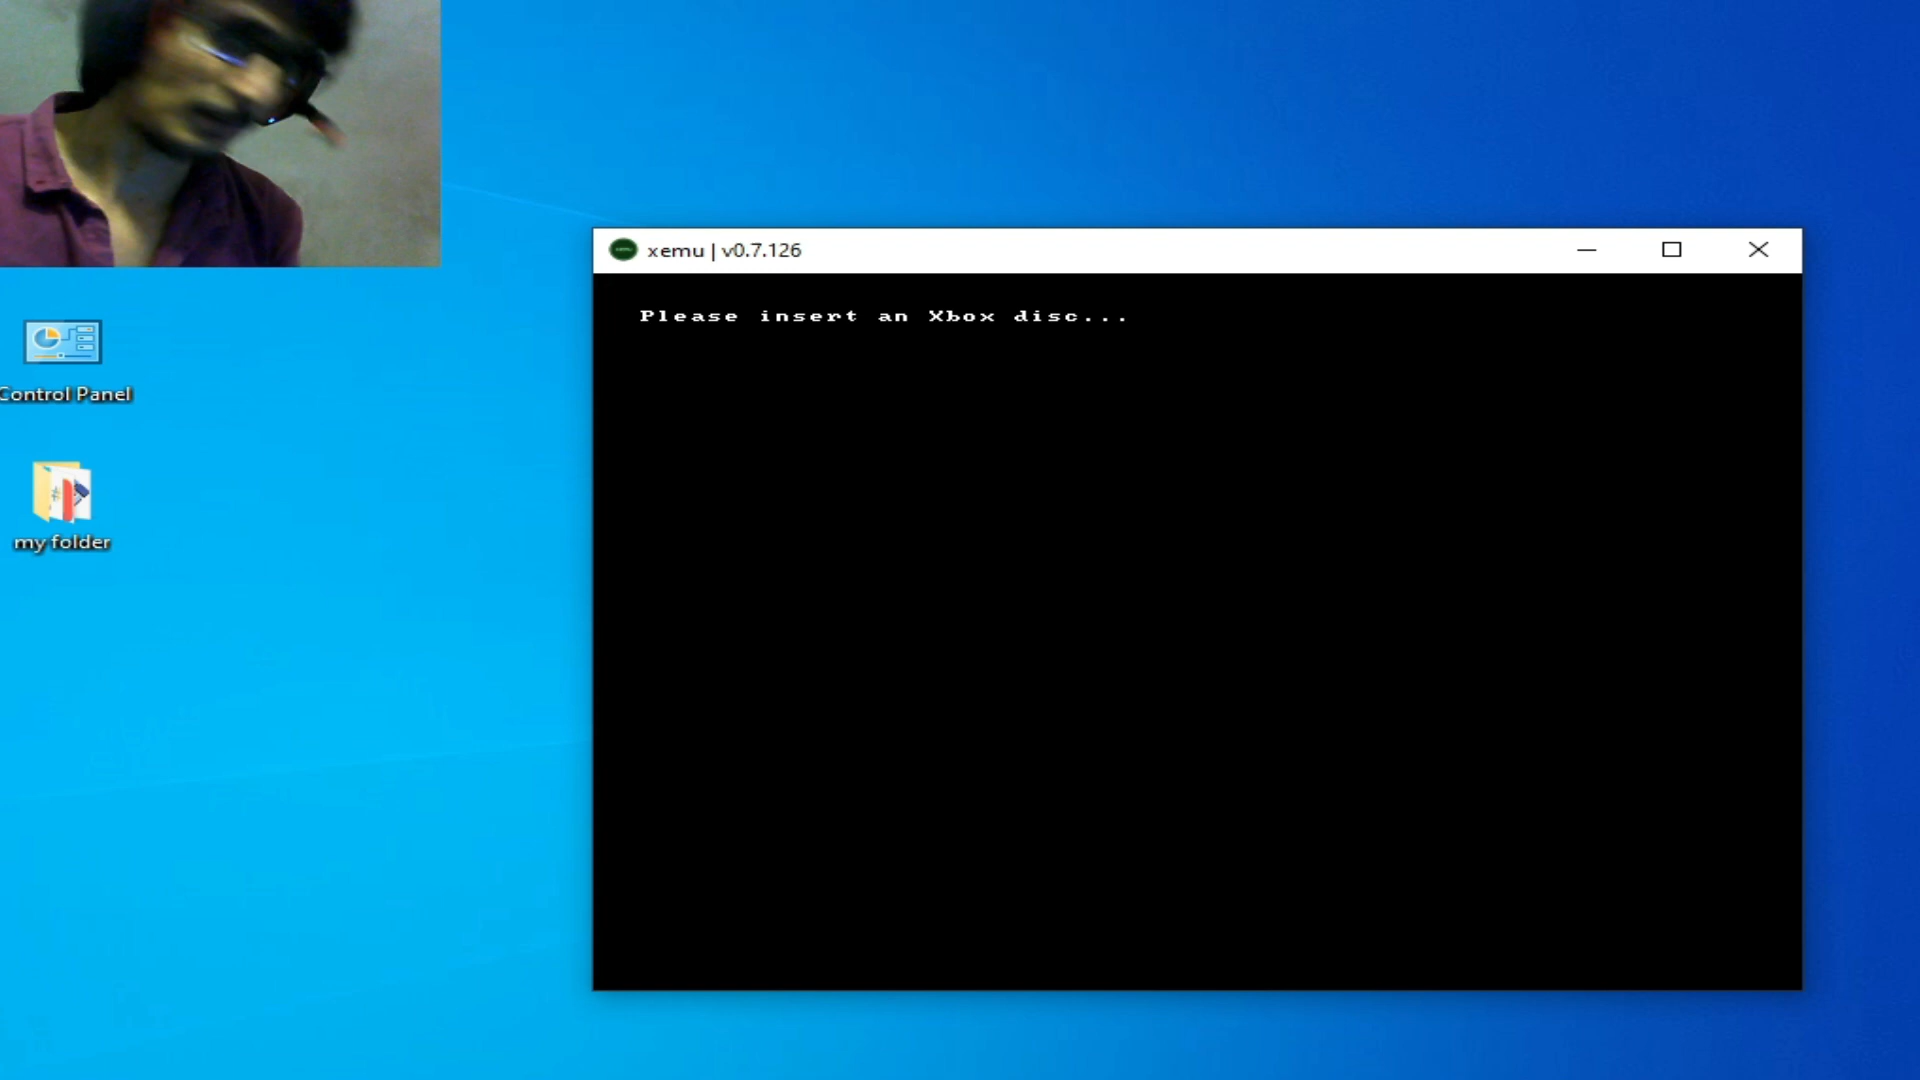 xemu | v0.7.126
Please insert an Xbox disc...
Control Panel
my folder